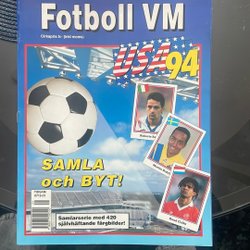 Fotboll VM
USA 94
SAMLA
och BYT!
Samlarserie med 420
självhäftande färgbilder!